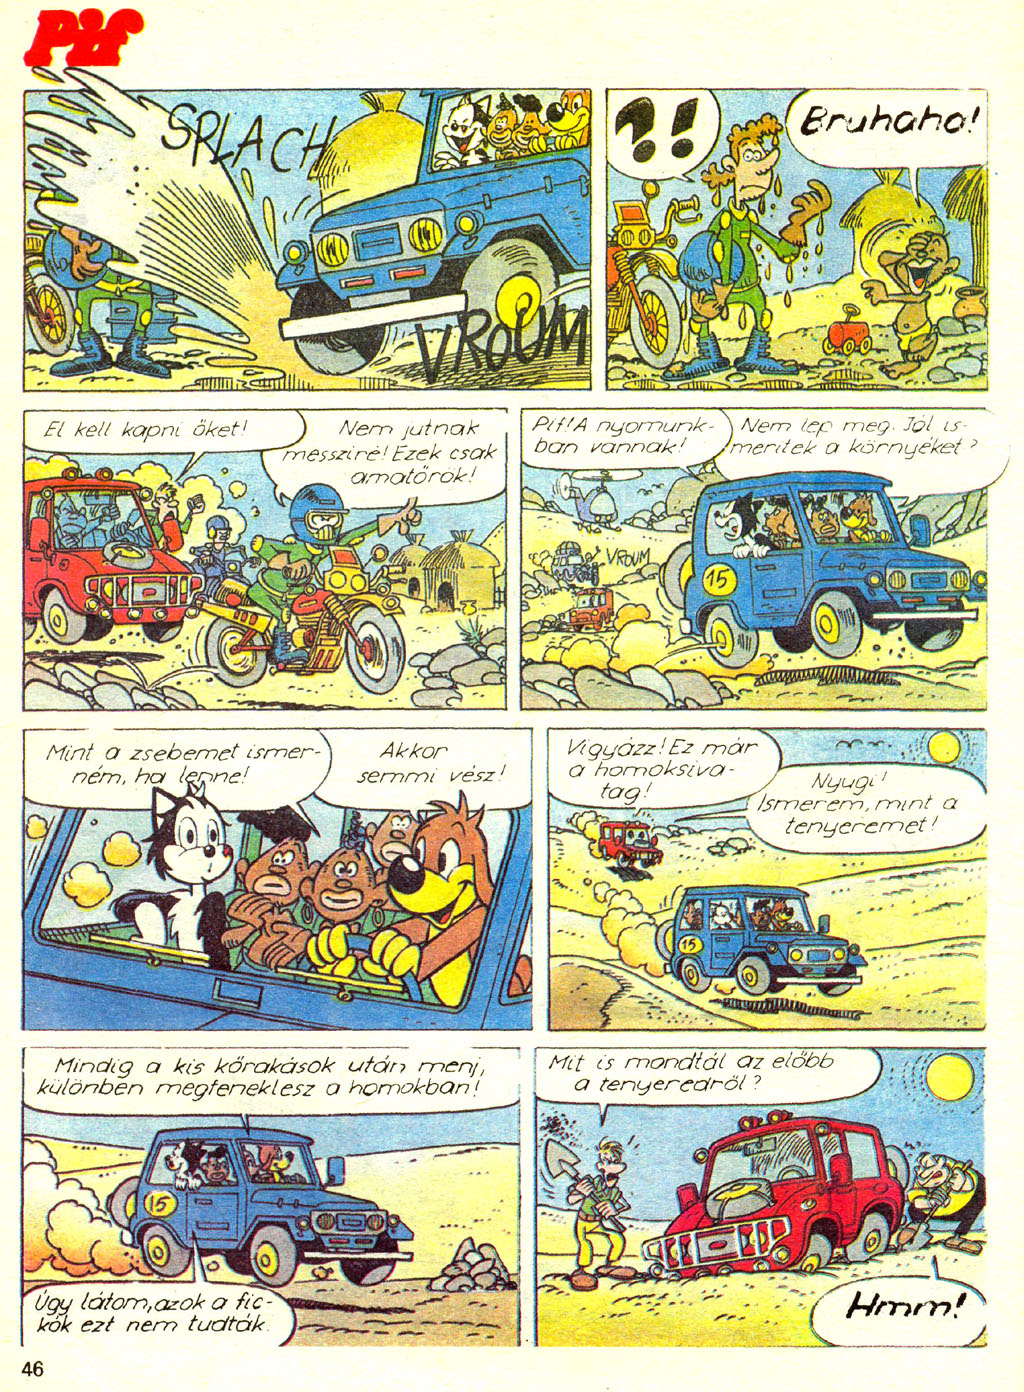 Pif
SPLACH
VROUM
?!
Bruhaha!
El kell kapni őket!
Nem jutnak
messzire! Ezek csak
amatőrök!
Pif! A nyomunk-
ban vannak!
Nem lép meg. Jól is-
meritek a környéket?
VROUM
15
Mint a zsebemet ismer-
ném, ha lenne!
Akkor
semmi vész!
Vigyázz! Ez már
a homoksiva-
tag!
Nyugi!
Ismerem, mint a
tenyeremet!
15
Mindig a kis kőrakások után menj,
különben megfeneklesz a homokban!
15
Úgy látom, azok a fic-
kók ezt nem tudták.
Mit is mondtál az előbb
a tenyeredről?
Hmm!
46